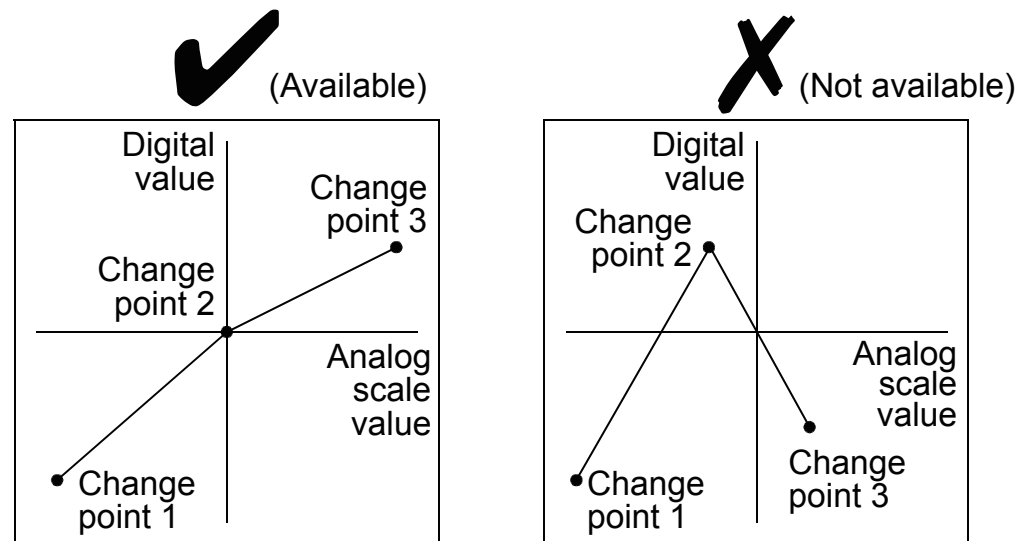 (Available)
Digital
value
Change
point 3
Change
point 2
Analog
scale
value
Change
point 1
(Not available)
Digital
value
Change
point 2
Analog
scale
value
Change
point 3
Change
point 1